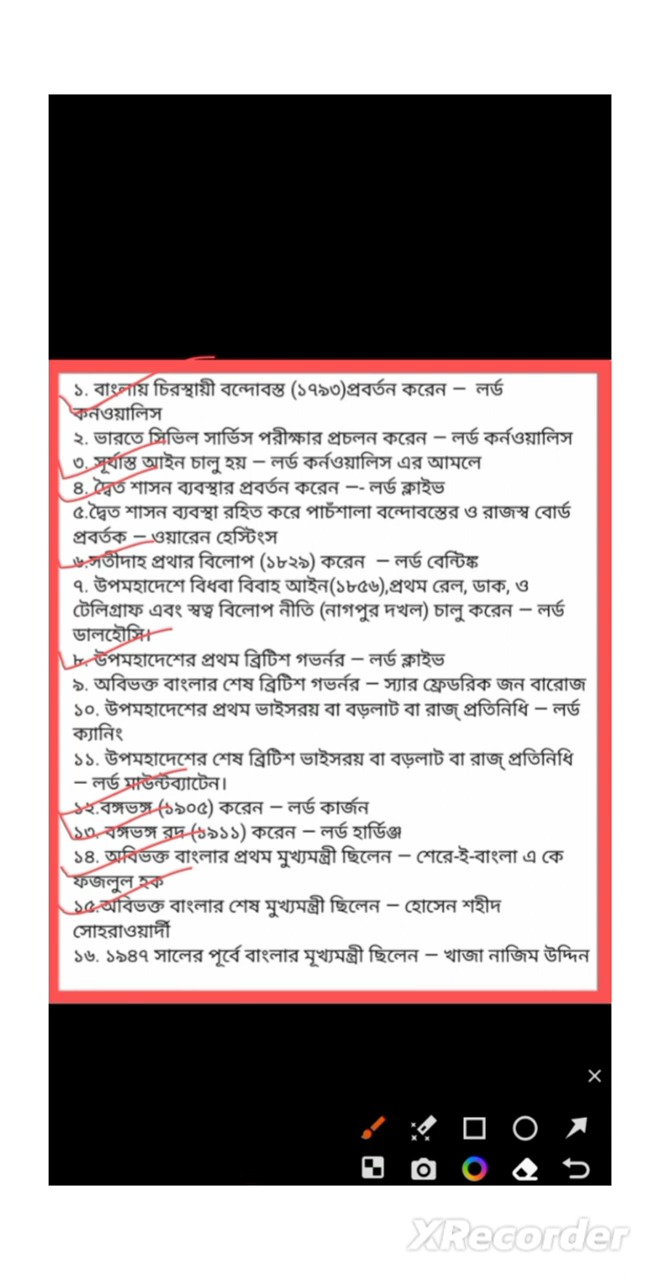 ১. বাংলায় চিরস্থায়ী বন্দোবস্ত (১৭৯৩)প্রবর্তন করেন – লর্ড
কর্নওয়ালিস
২. ভারতে সিভিল সার্ভিস পরীক্ষার প্রচলন করেন – লর্ড কর্নওয়ালিস
৩. সূর্যাস্ত আইন চালু হয় – লর্ড কর্নওয়ালিস এর আমলে
৪. দ্বৈত শাসন ব্যবস্থার প্রবর্তন করেন –- লর্ড ক্লাইভ
৫.দ্বৈত শাসন ব্যবস্থা রহিত করে পাচঁশালা বন্দোবস্তের ও রাজস্ব বোর্ড
প্রবর্তক – ওয়ারেন হেস্টিংস
৬.সতীদাহ প্রথার বিলোপ (১৮২৯) করেন – লর্ড বেন্টিঙ্ক
৭. উপমহাদেশে বিধবা বিবাহ আইন(১৮৫৬),প্রথম রেল, ডাক, ও
টেলিগ্রাফ এবং স্বত্ব বিলোপ নীতি (নাগপুর দখল) চালু করেন – লর্ড
ডালহৌসি।
৮. উপমহাদেশের প্রথম ব্রিটিশ গভর্নর – লর্ড ক্লাইভ
৯. অবিভক্ত বাংলার শেষ ব্রিটিশ গভর্নর – স্যার ফ্রেডরিক জন বারোজ
১০. উপমহাদেশের প্রথম ভাইসরয় বা বড়লাট বা রাজ্ প্রতিনিধি – লর্ড
ক্যানিং
১১. উপমহাদেশের শেষ ব্রিটিশ ভাইসরয় বা বড়লাট বা রাজ্ প্রতিনিধি
– লর্ড মাউন্টব্যাটেন।
১২.বঙ্গভঙ্গ (১৯০৫) করেন – লর্ড কার্জন
১৩. বঙ্গভঙ্গ রদ (১৯১১) করেন – লর্ড হার্ডিঞ্জ
১৪. অবিভক্ত বাংলার প্রথম মুখ্যমন্ত্রী ছিলেন – শেরে-ই-বাংলা এ কে
ফজলুল হক
১৫.অবিভক্ত বাংলার শেষ মুখ্যমন্ত্রী ছিলেন – হোসেন শহীদ
সোহরাওয়ার্দী
১৬. ১৯৪৭ সালের পূর্বে বাংলার মূখ্যমন্ত্রী ছিলেন – খাজা নাজিম উদ্দিন
XRecorder